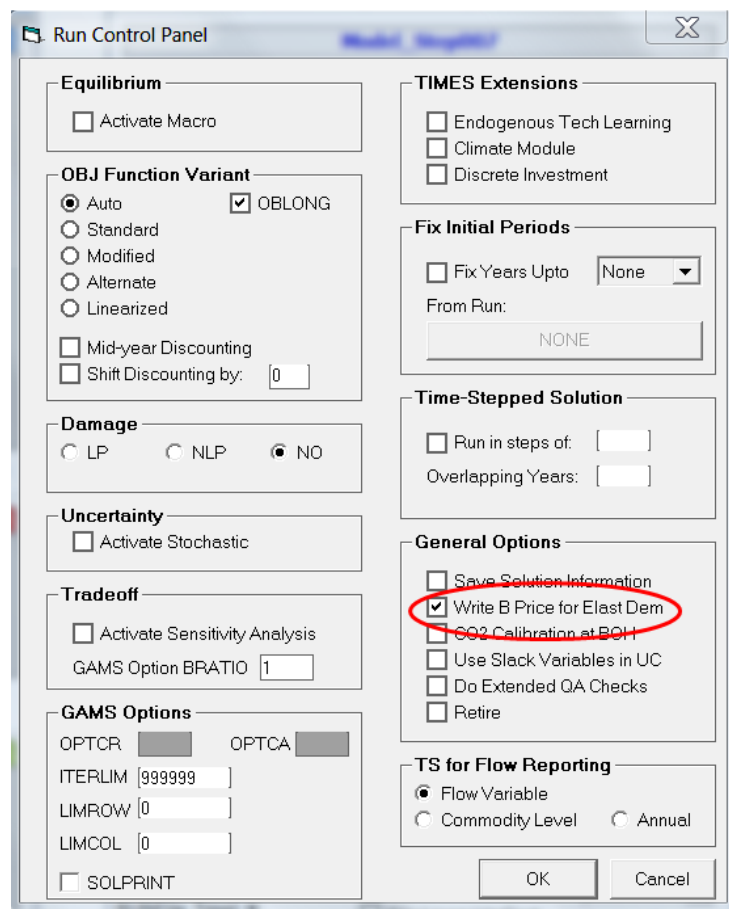 Run Control Panel
Model_Step007
Equilibrium
Activate Macro
OBJ Function Variant
Auto
OBLONG
Standard
Modified
Alternate
Linearized
Mid-year Discounting
Shift Discounting by: 0
Damage
LP NLP NO
Uncertainty
Activate Stochastic
Tradeoff
Activate Sensitivity Analysis
GAMS Option BRATIO 1
GAMS Options
OPTCR OPTCA
ITERLIM 999999
LIMROW 0
LIMCOL 0
SOLPRINT
TIMES Extensions
Endogenous Tech Learning
Climate Module
Discrete Investment
Fix Initial Periods
Fix Years Upto None
From Run:
NONE
Time-Stepped Solution
Run in steps of:
Overlapping Years:
General Options
Save Solution Information
Write B Price for Elast Dem
CO2 Calibration at BOH
Use Slack Variables in UC
Do Extended QA Checks
Retire
TS for Flow Reporting
Flow Variable
Commodity Level Annual
OK Cancel